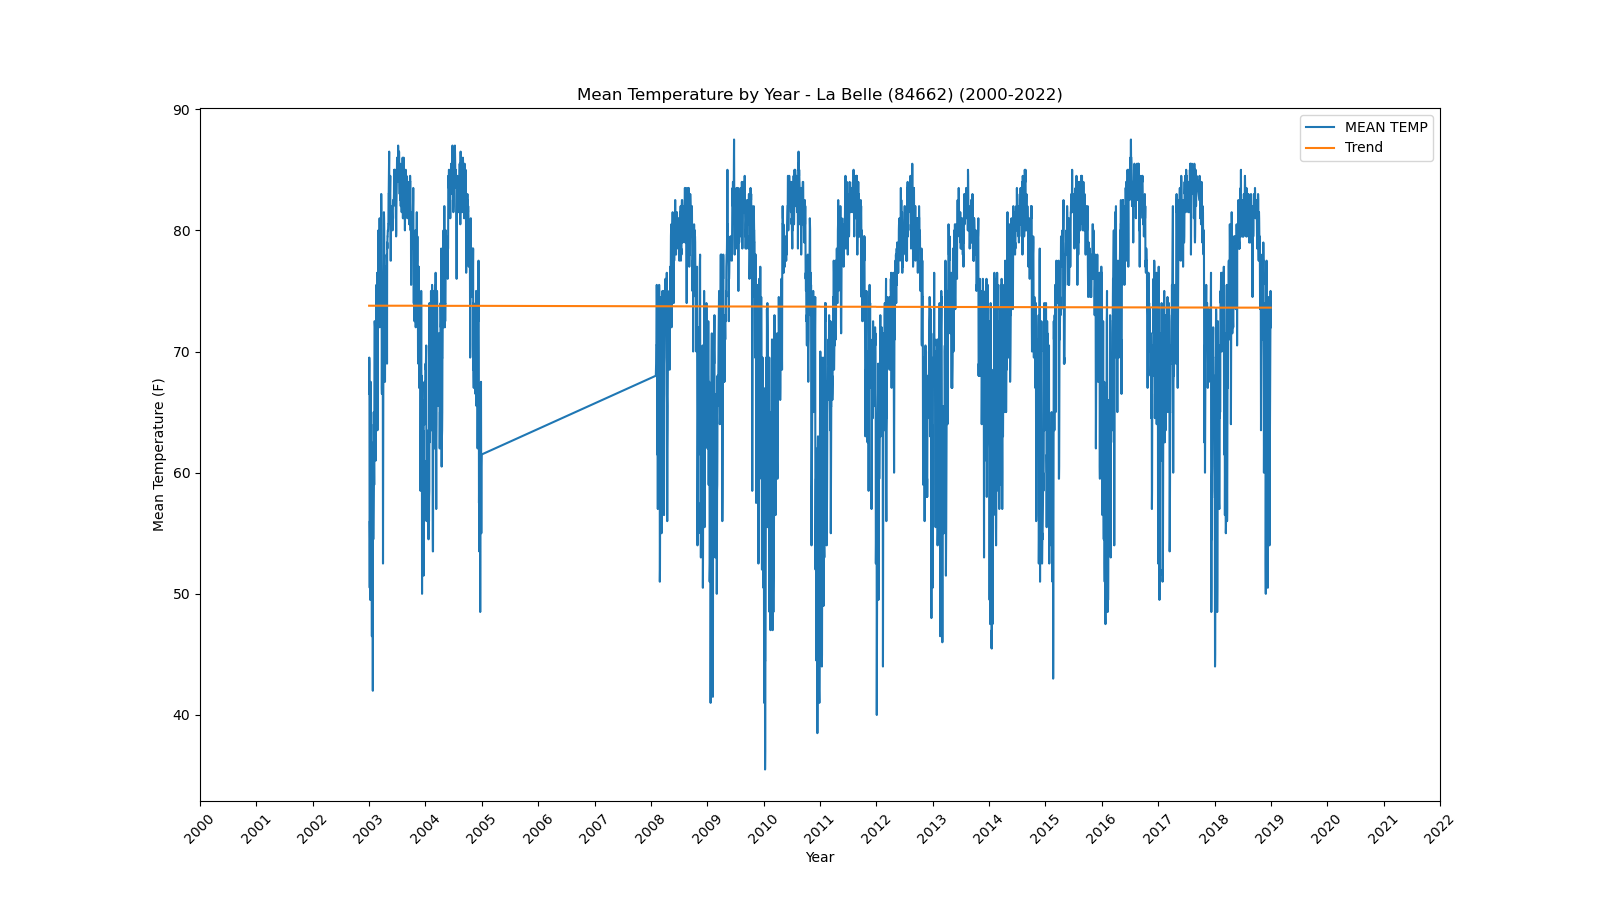 Mean Temperature by Year - La Belle (84662) (2000-2022)
MEAN TEMP
Trend
90
80
70
60
50
40
Mean Temperature (F)
2000 2001 2002 2003 2004 2005 2006 2007 2008 2009 2010 2011 2012 2013 2014 2015 2016 2017 2018 2019 2020 2021 2022
Year